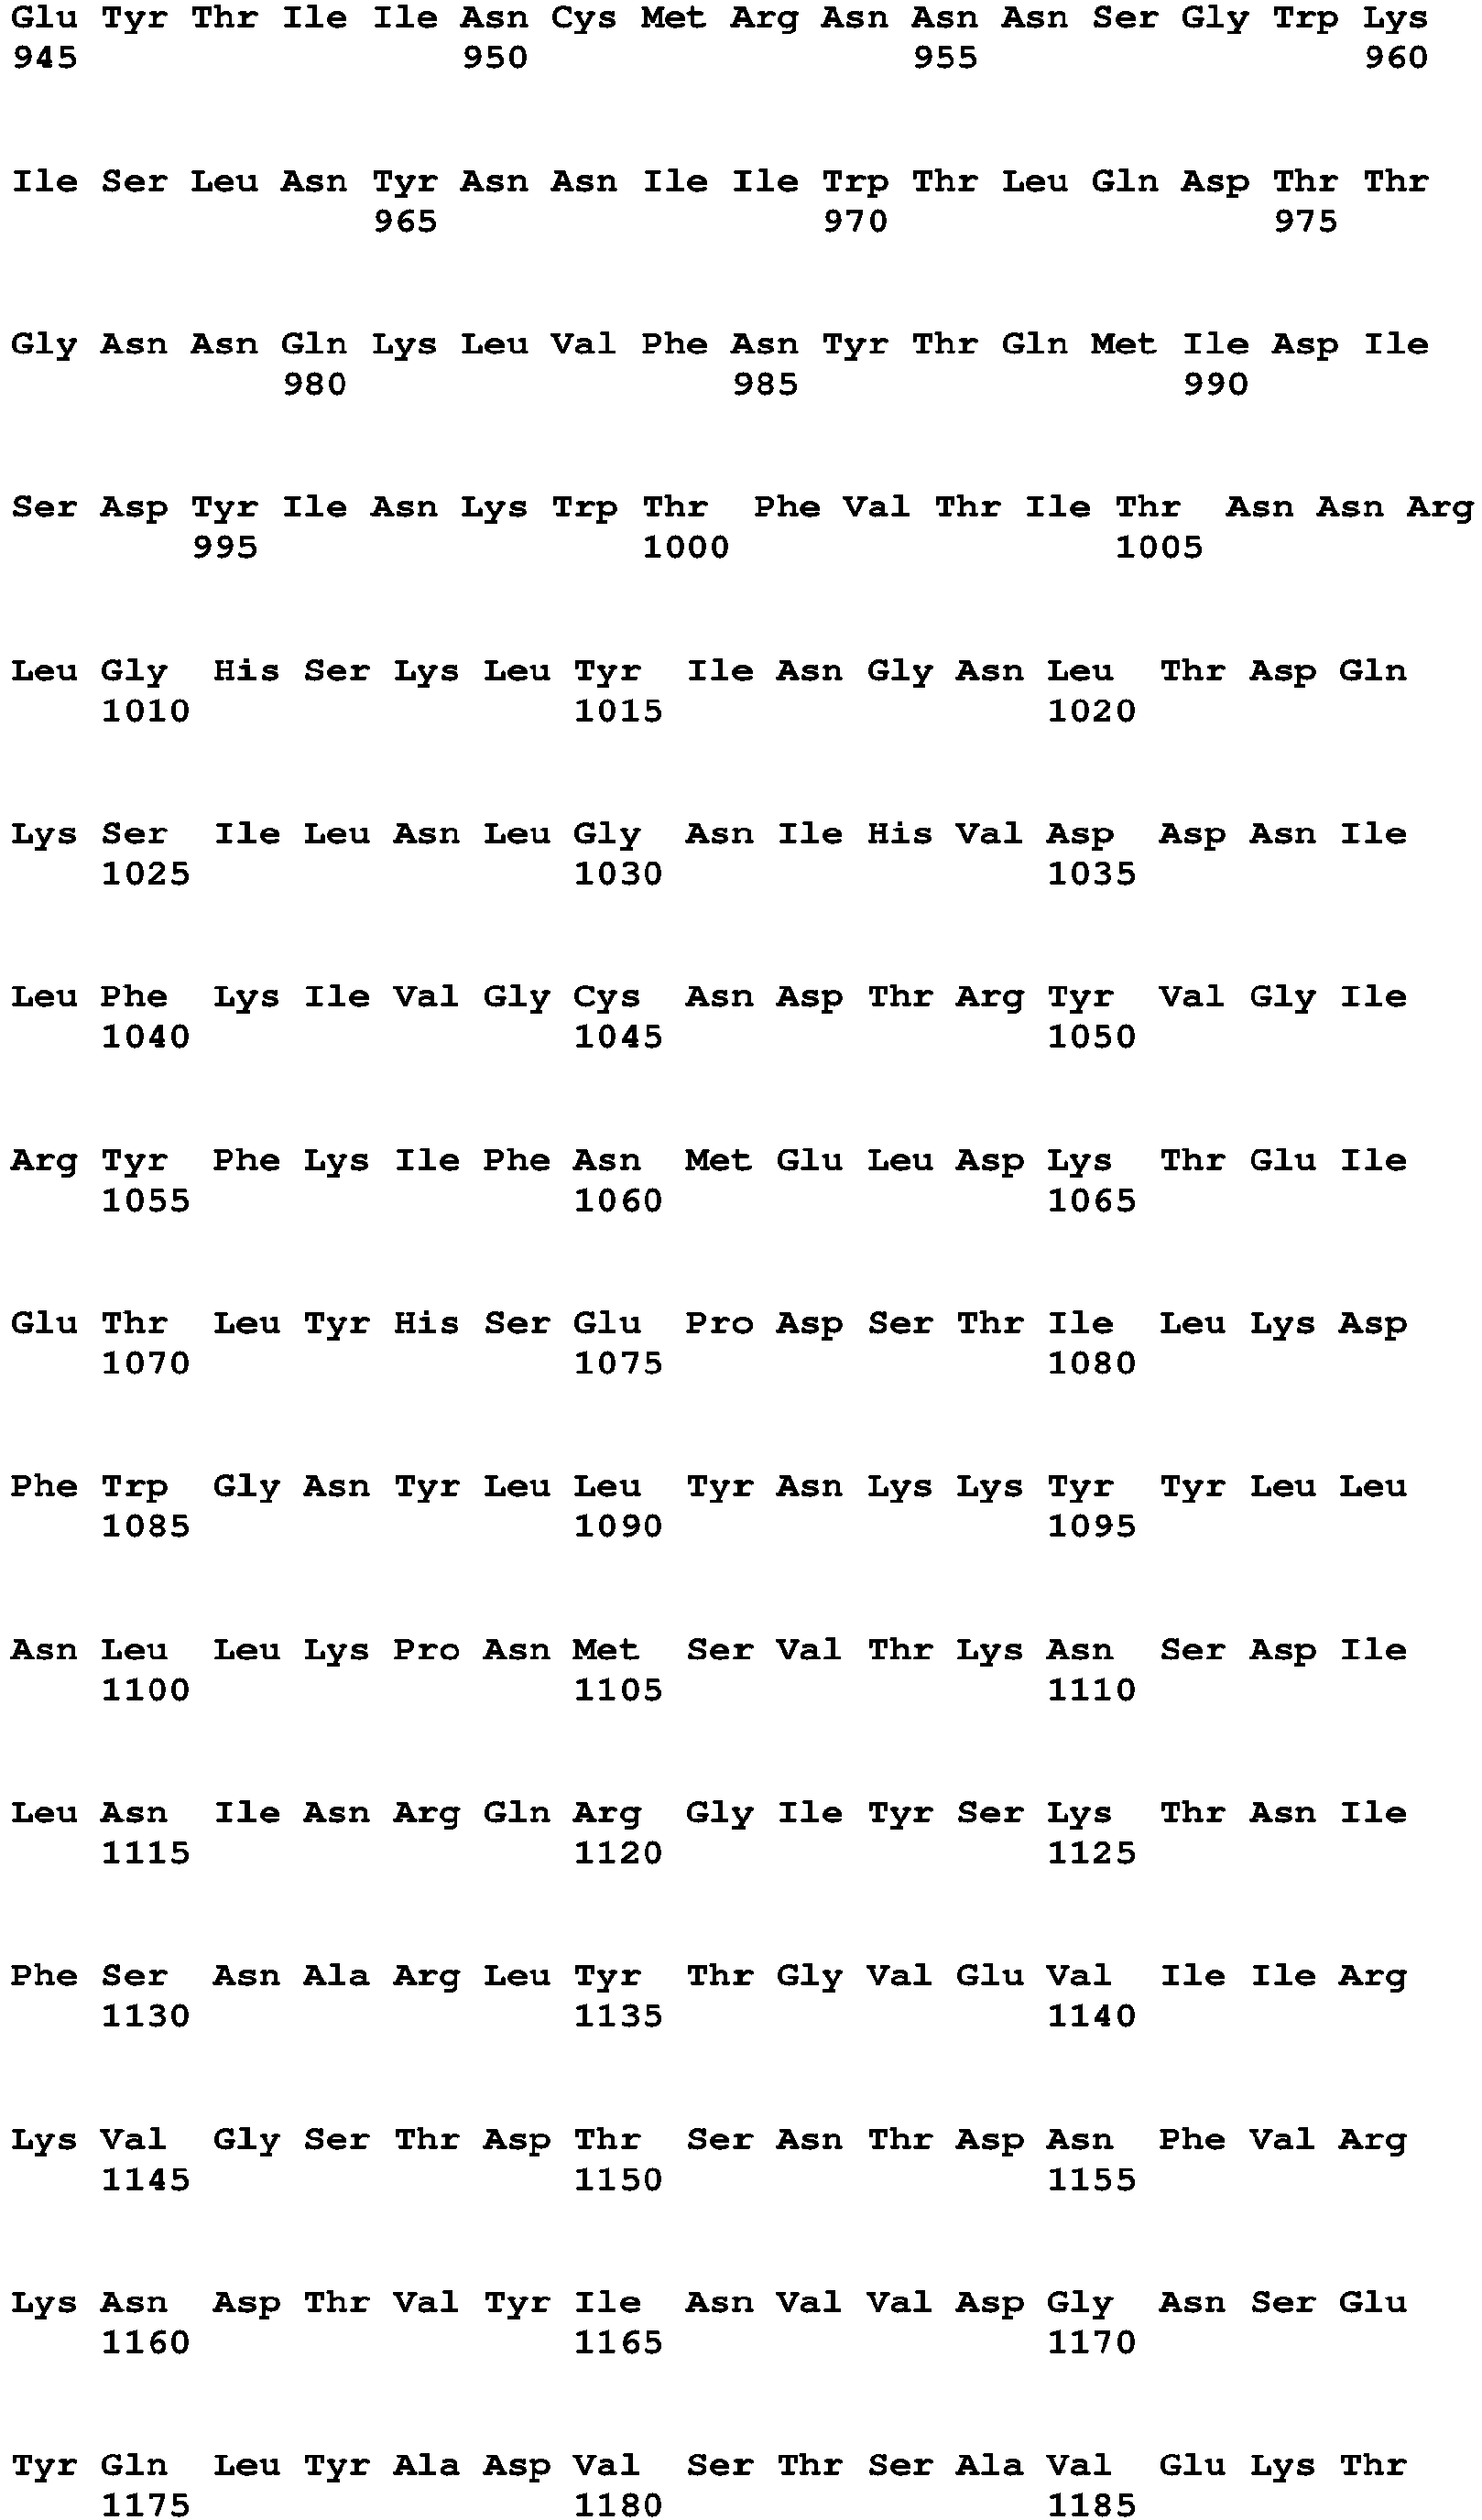 Glu Tyr Thr Ile Ile Asn Cys Met Arg Asn Asn Asn Ser Gly Trp Lys
945 950 955 960
Ile Ser Leu Asn Tyr Asn Asn Ile Ile Trp Thr Leu Gln Asp Thr Thr
965 970 975
Gly Asn Asn Gln Lys Leu Val Phe Asn Tyr Thr Gln Met Ile Asp Ile
980 985 990
Ser Asp Tyr Ile Asn Lys Trp Thr Phe Val Thr Ile Thr Asn Asn Arg
995 1000 1005
Leu Gly His Ser Lys Leu Tyr Ile Asn Gly Asn Leu Thr Asp Gln
1010 1015 1020
Lys Ser Ile Leu Asn Leu Gly Asn Ile His Val Asp Asp Asn Ile
1025 1030 1035
Leu Phe Lys Ile Val Gly Cys Asn Asp Thr Arg Tyr Val Gly Ile
1040 1045 1050
Arg Tyr Phe Lys Ile Phe Asn Met Glu Leu Asp Lys Thr Glu Ile
1055 1060 1065
Glu Thr Leu Tyr His Ser Glu Pro Asp Ser Thr Ile Leu Lys Asp
1070 1075 1080
Phe Trp Gly Asn Tyr Leu Leu Tyr Asn Lys Lys Tyr Tyr Leu Leu
1085 1090 1095
Asn Leu Leu Lys Pro Asn Met Ser Val Thr Lys Asn Ser Asp Ile
1100 1105 1110
Leu Asn Ile Asn Arg Gln Arg Gly Ile Tyr Ser Lys Thr Asn Ile
1115 1120 1125
Phe Ser Asn Ala Arg Leu Tyr Thr Gly Val Glu Val Ile Ile Arg
1130 1135 1140
Lys Val Gly Ser Thr Asp Thr Ser Asn Thr Asp Asn Phe Val Arg
1145 1150 1155
Lys Asn Asp Thr Val Tyr Ile Asn Val Val Asp Gly Asn Ser Glu
1160 1165 1170
Tyr Gln Leu Tyr Ala Asp Val Ser Thr Ser Ala Val Glu Lys Thr
1175 1180 1185